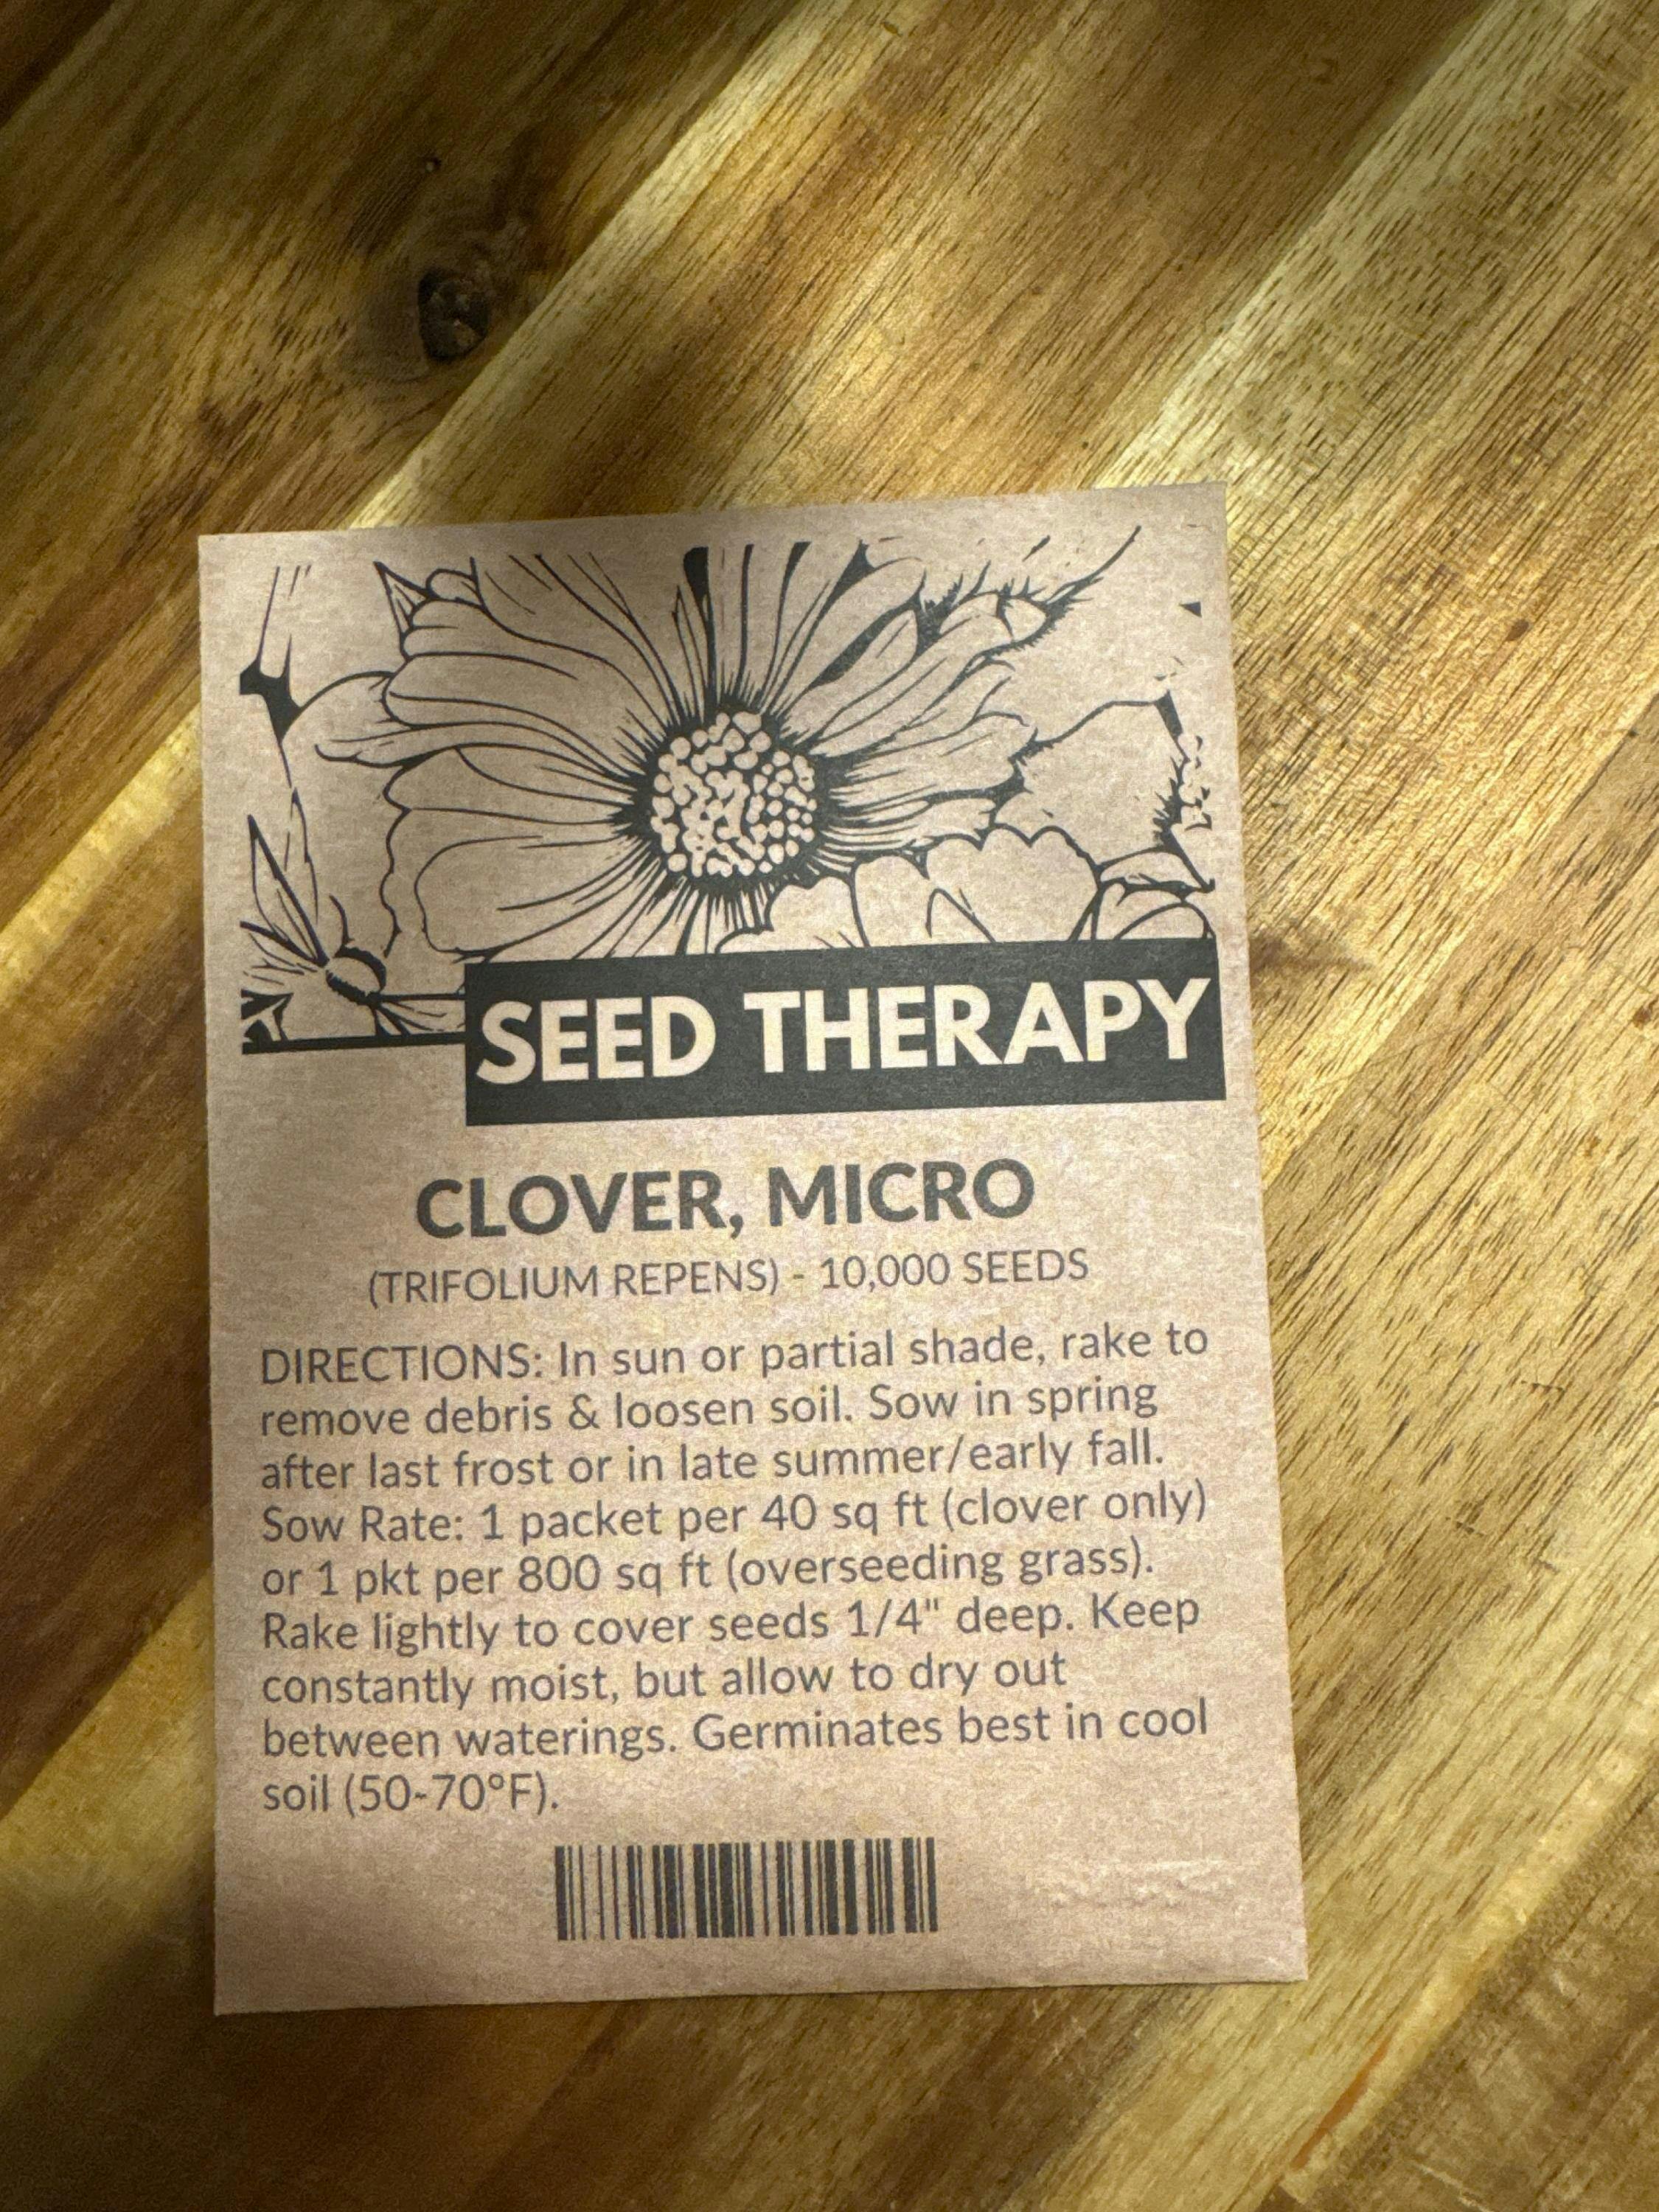 SEED THERAPY
CLOVER, MICRO
(TRIFOLIUM REPENS) - 10,000 SEEDS
DIRECTIONS: In sun or partial shade, rake to
remove debris & loosen soil. Sow in spring
after last frost or in late summer/early fall.
Sow Rate: 1 packet per 40 sq ft (clover only)
or 1 pkt per 800 sq ft (overseeding grass).
Rake lightly to cover seeds 1/4" deep. Keep
constantly moist, but allow to dry out
between waterings. Germinates best in cool
soil (50-70°F).